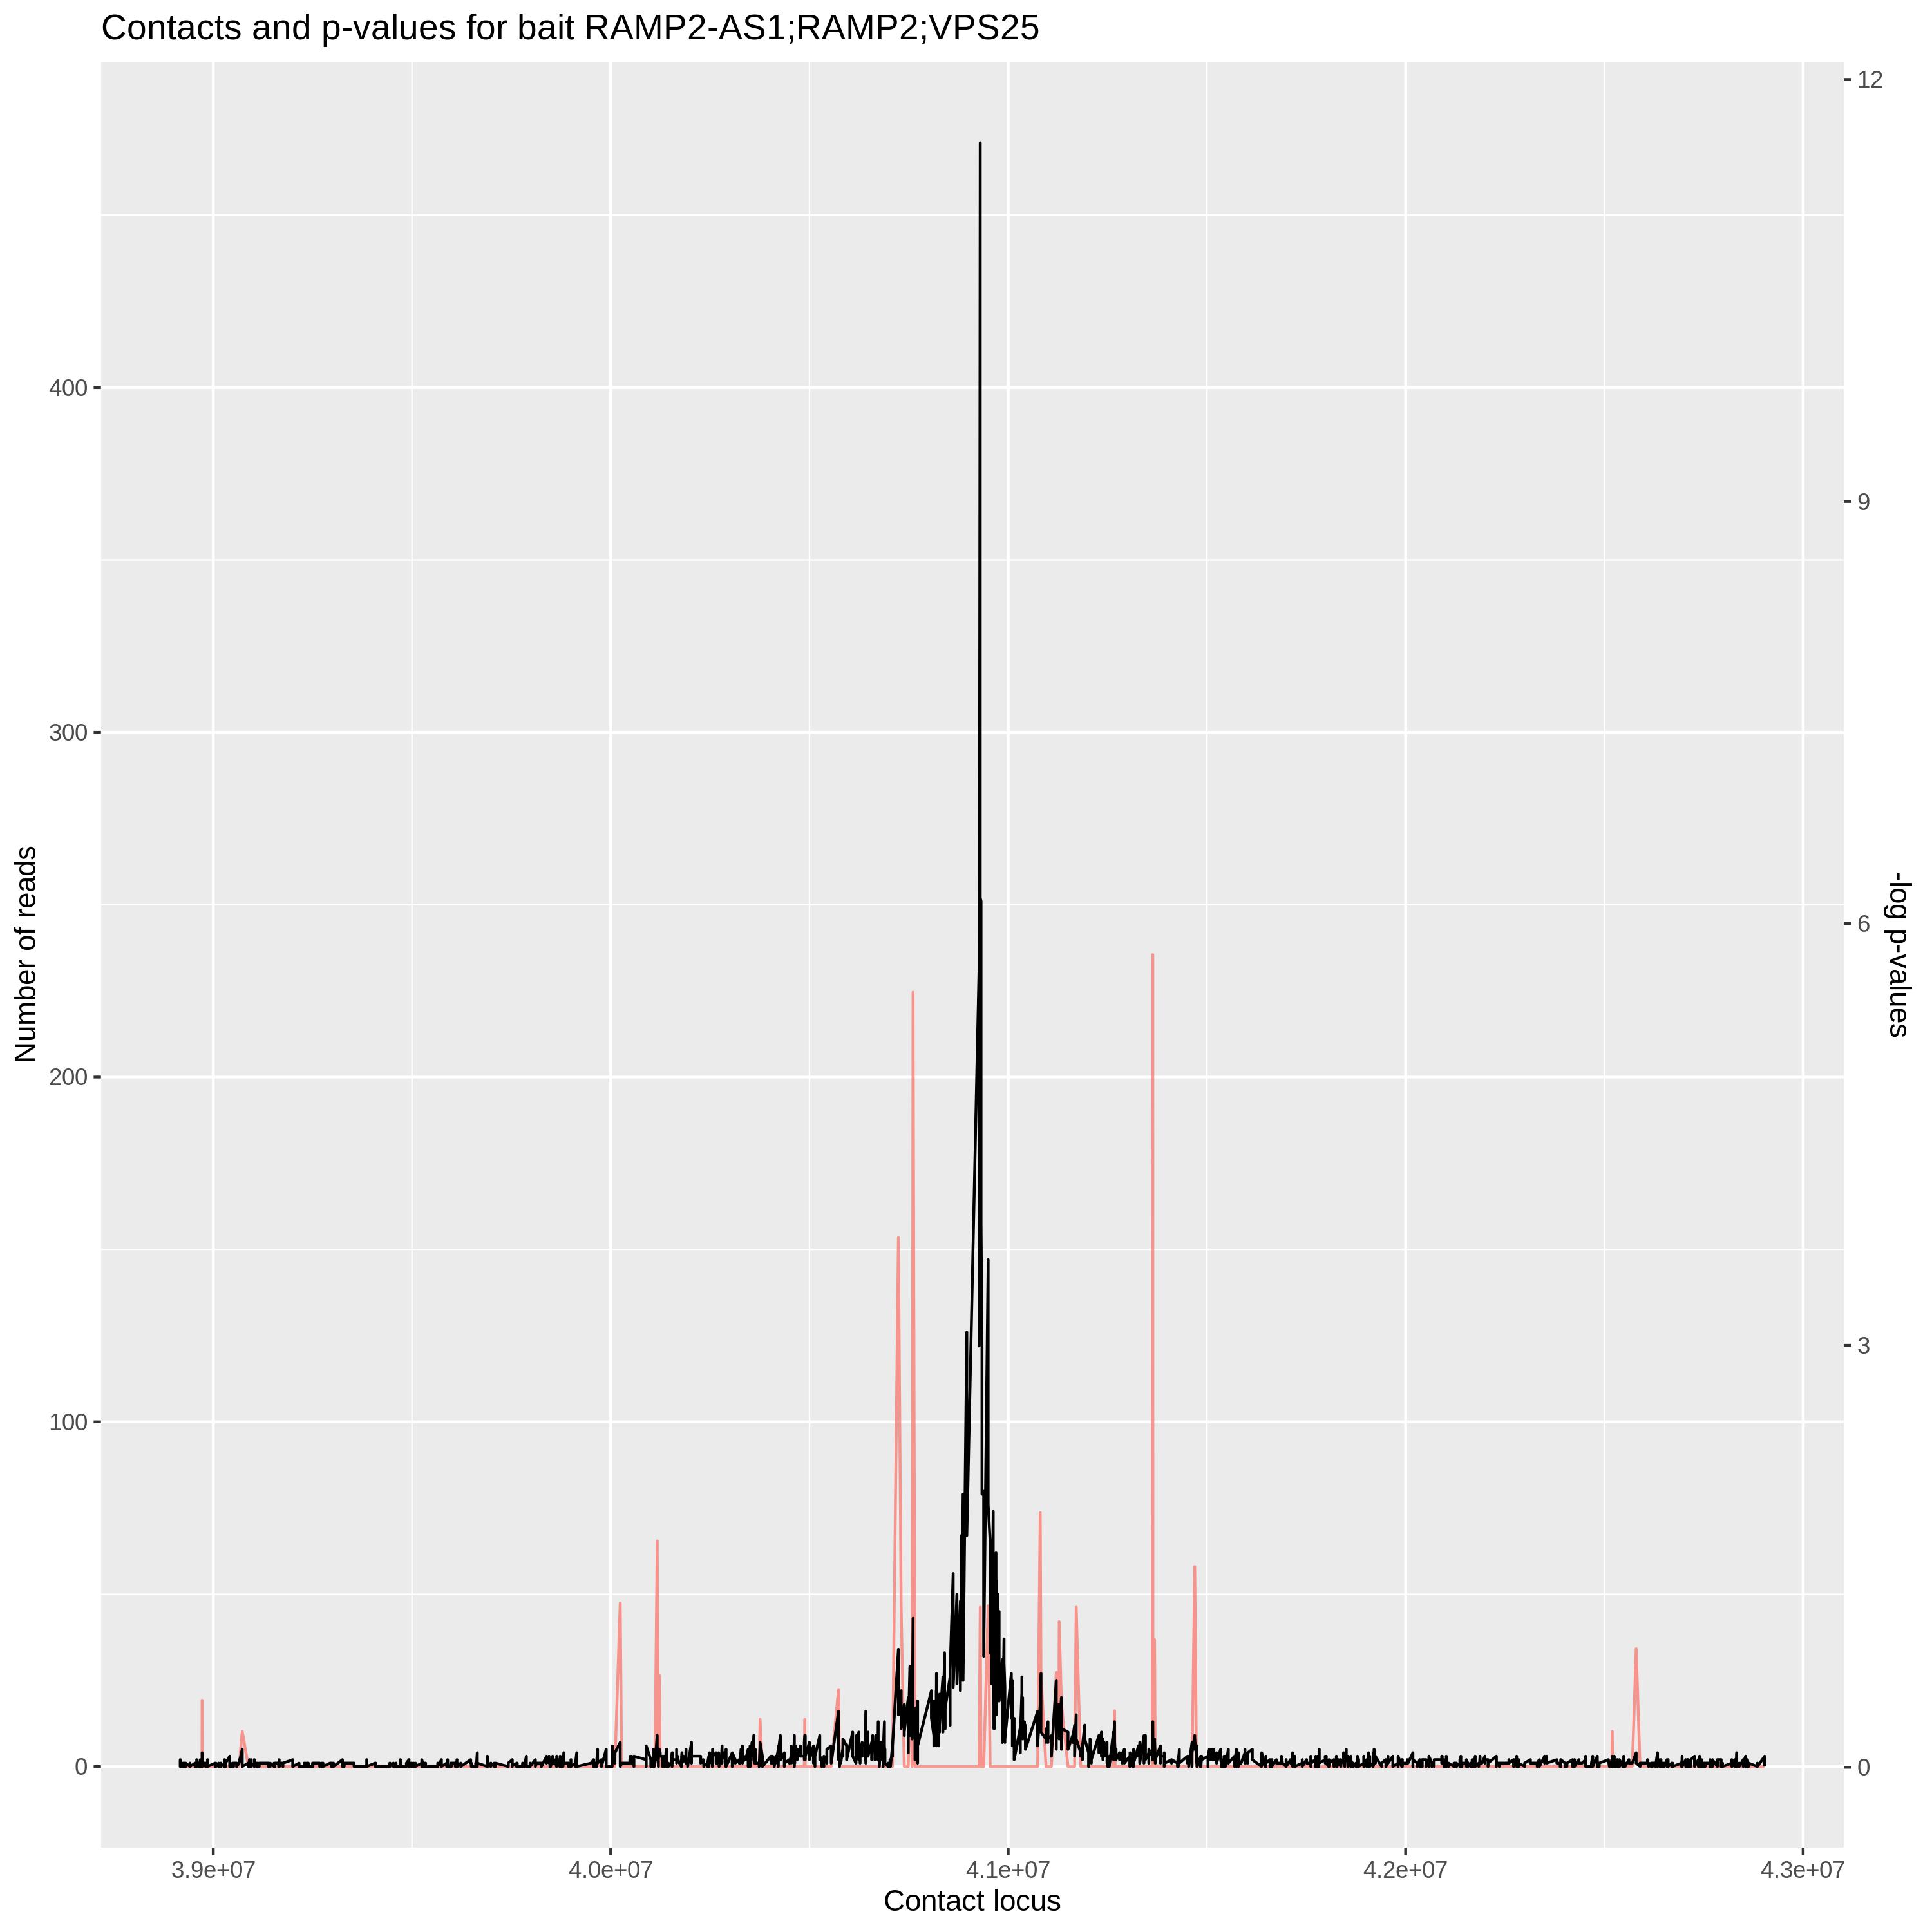 Contacts and p-values for bait RAMP2-AS1;RAMP2;VPS25
12
400
9
300
6
Number of reads
-log p-values
200
3
100
0
0
3.9e+07
4.0e+07
4.1e+07
4.2e+07
4.3e+07
Contact locus